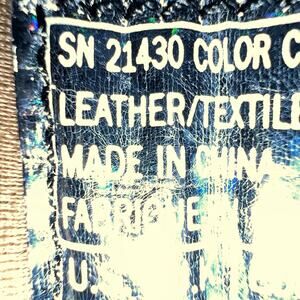 SN 21430 COLOR C
LEATHER/TEXTILE
MADE IN CHINA
U.S